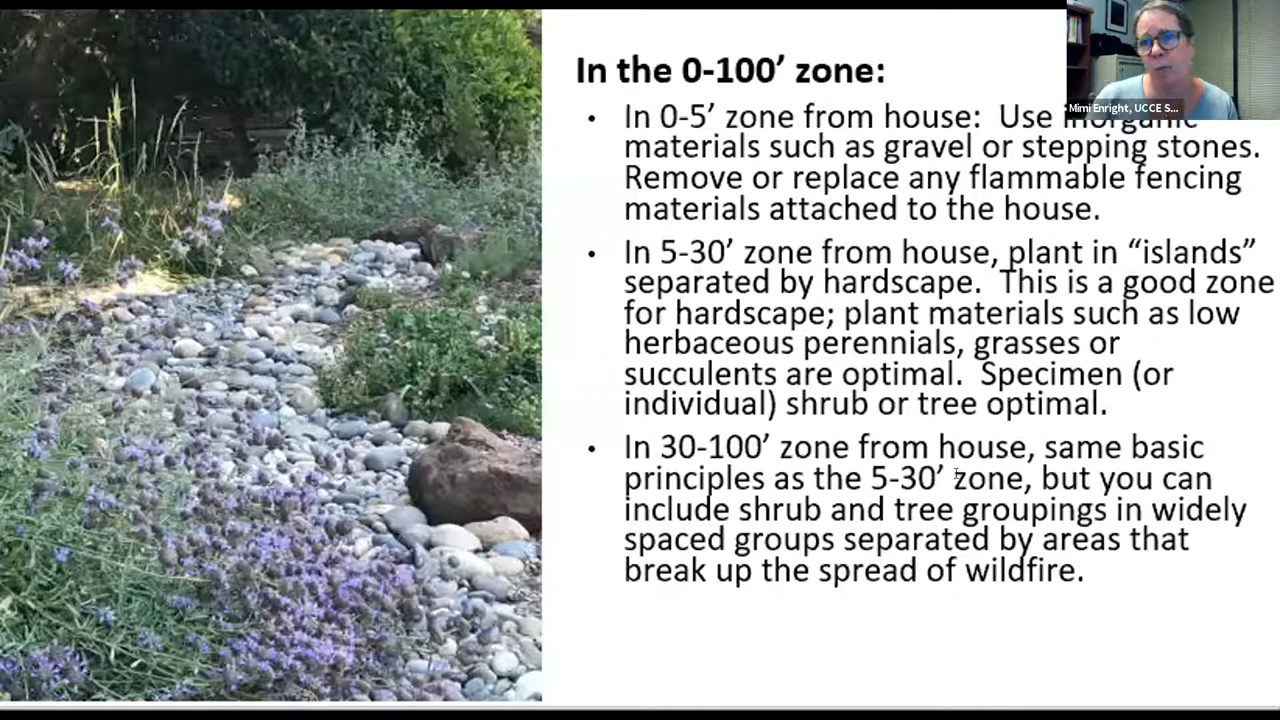 In the 0-100’ zone:
Mimi Enright, UCCE S...
• In 0-5’ zone from house: Use inorganic
materials such as gravel or stepping stones.
Remove or replace any flammable fencing
materials attached to the house.
• In 5-30’ zone from house, plant in “islands”
separated by hardscape. This is a good zone
for hardscape; plant materials such as low
herbaceous perennials, grasses or
succulents are optimal. Specimen (or
individual) shrub or tree optimal.
• In 30-100’ zone from house, same basic
principles as the 5-30’ zone, but you can
include shrub and tree groupings in widely
spaced groups separated by areas that
break up the spread of wildfire.